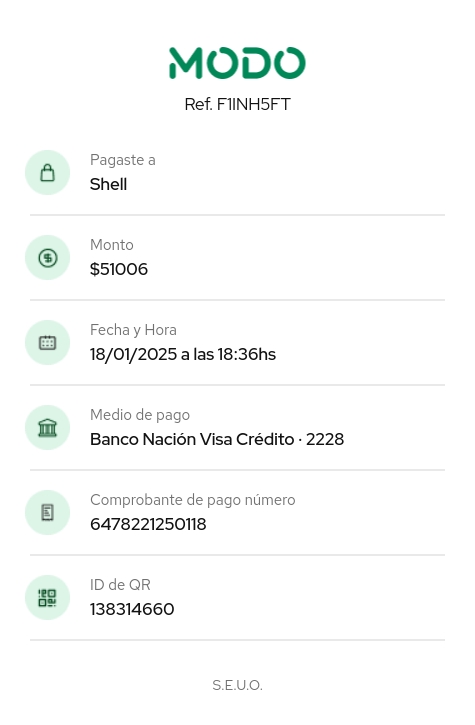 MODO
Ref. F1INH5FT
Pagaste a
Shell
Monto
$51006
Fecha y Hora
18/01/2025 a las 18:36hs
Medio de pago
Banco Nación Visa Crédito · 2228
Comprobante de pago número
6478221250118
ID de QR
138314660
S.E.U.O.